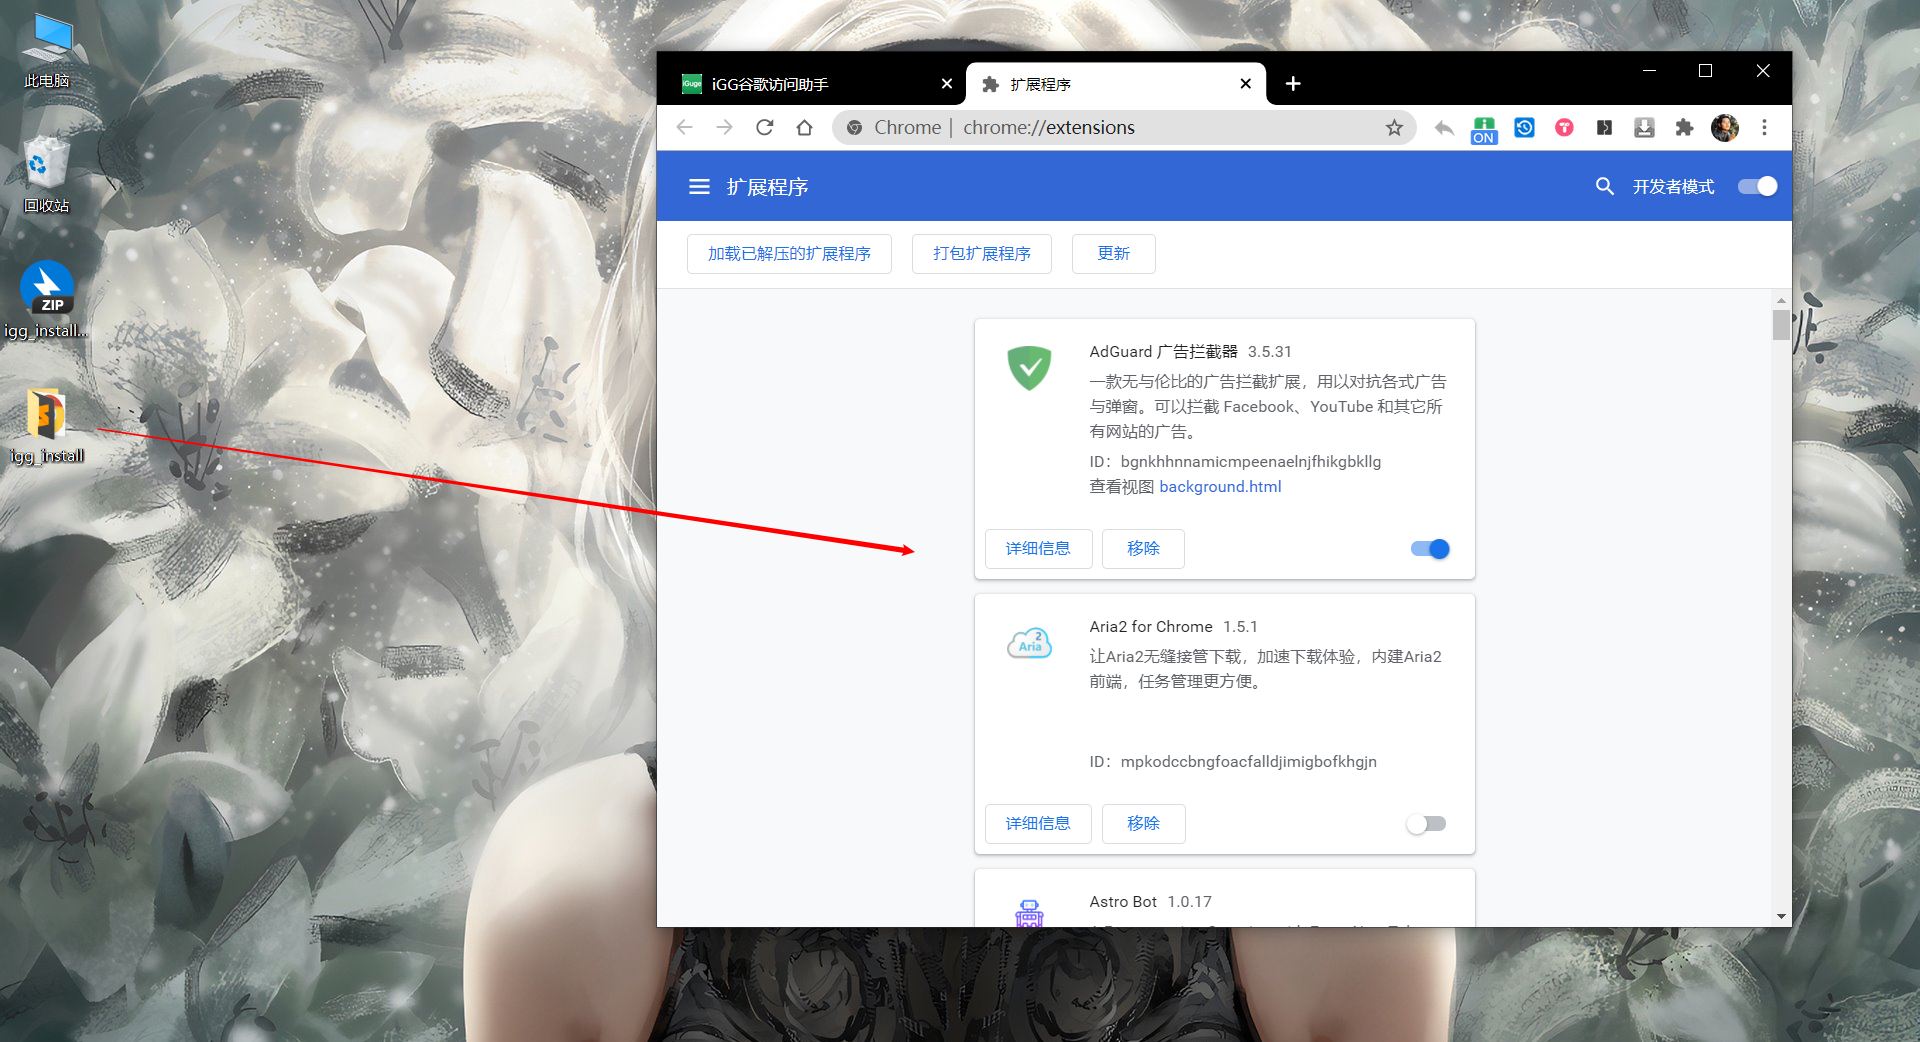 此电脑
回收站
ZIP
igg_install...
igg_install
iGuge
iGG谷歌访问助手
扩展程序
Chrome | chrome://extensions
ON
扩展程序
开发者模式
加载已解压的扩展程序
打包扩展程序
更新
AdGuard 广告拦截器 3.5.31
一款无与伦比的广告拦截扩展，用以对抗各式广告
与弹窗。可以拦截 Facebook、YouTube 和其它所
有网站的广告。
ID：bgnkhhnnamicmpeenaelnjfhikgbkllg
查看视图 background.html
详细信息
移除
2
Aria
Aria2 for Chrome 1.5.1
让Aria2无缝接管下载，加速下载体验，内建Aria2
前端，任务管理更方便。
ID：mpkodccbngfoacfalldjimigbofkhgjn
详细信息
移除
Astro Bot 1.0.17